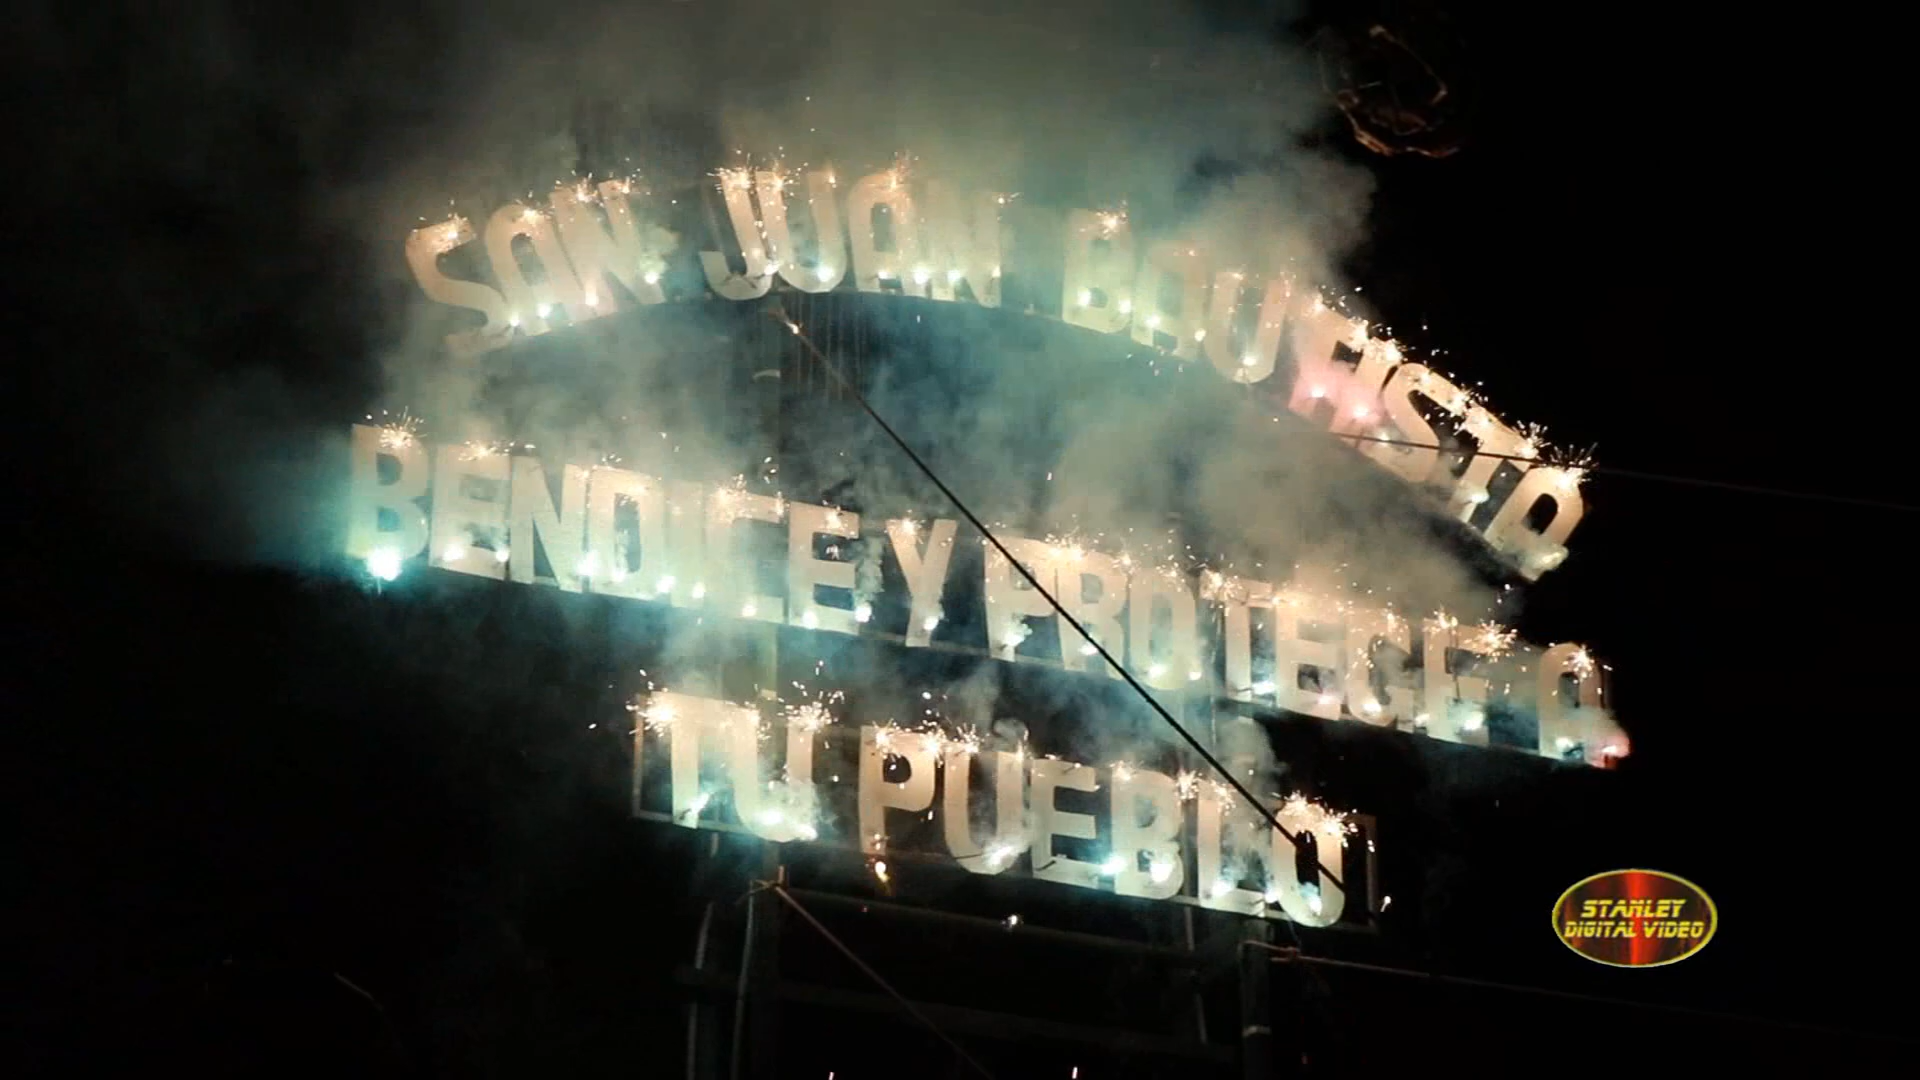 SAN JUAN BAUTISTA
BENDICE Y PROTEGE A
TU PUEBLO
STANLEY
DIGITAL VIDEO